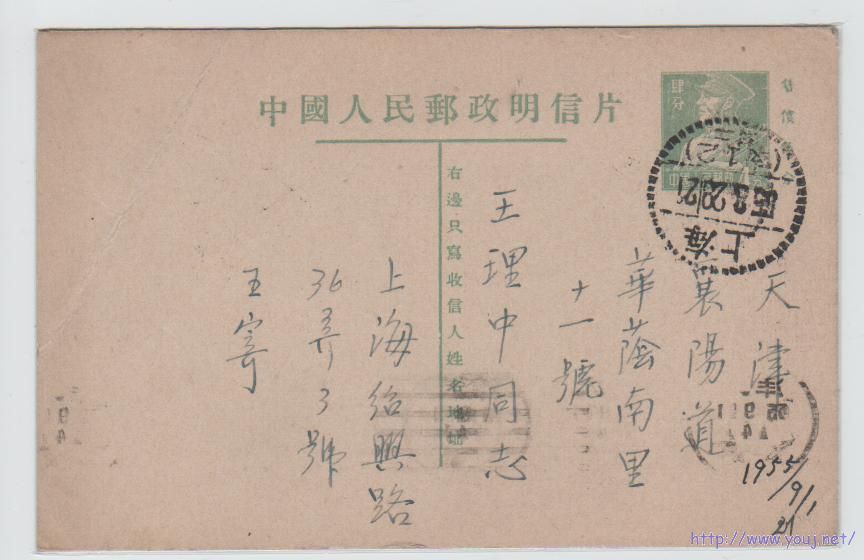 中國人民郵政明信片
肆分
右邊只寫收信人姓名地址
天津
襄陽道
華蔭南里
十一號
王理中同志
上海紹興路
36弄3號
王寄
上海
1955/9/1
http://www.youj.net/